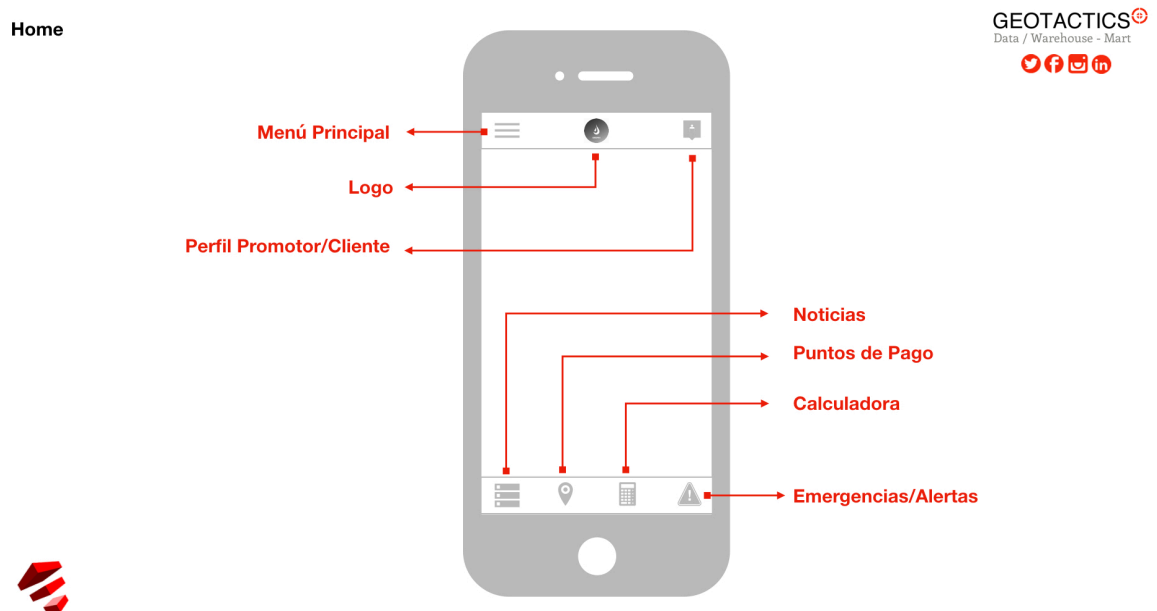 Home
GEOTACTICS
Data / Warehouse - Mart
Menú Principal
Logo
Perfil Promotor/Cliente
Noticias
Puntos de Pago
Calculadora
Emergencias/Alertas